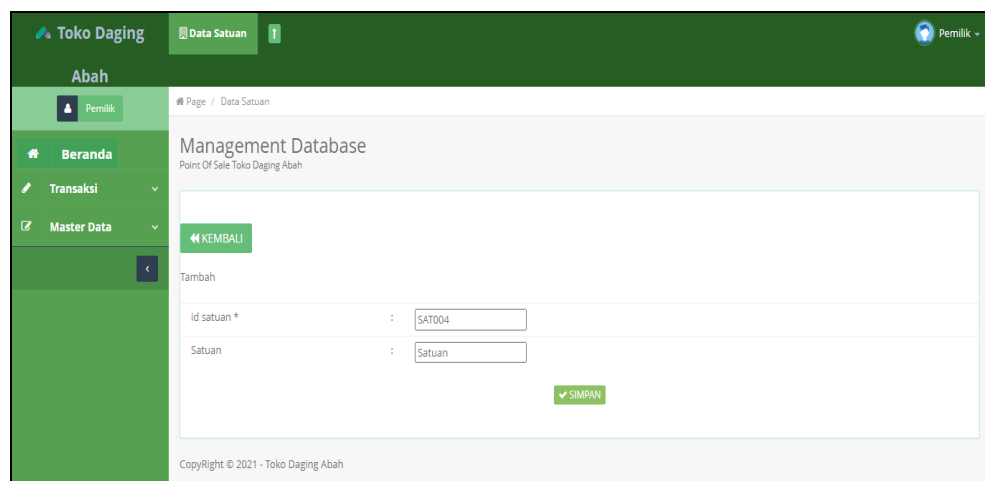 Toko Daging
Abah
Data Satuan
Pemilik
Pemilik
Beranda
Transaksi
Master Data
Page / Data Satuan
Management Database
Point Of Sale Toko Daging Abah
KEMBALI
Tambah
id satuan * : SAT004
Satuan : Satuan
SIMPAN
CopyRight © 2021 - Toko Daging Abah